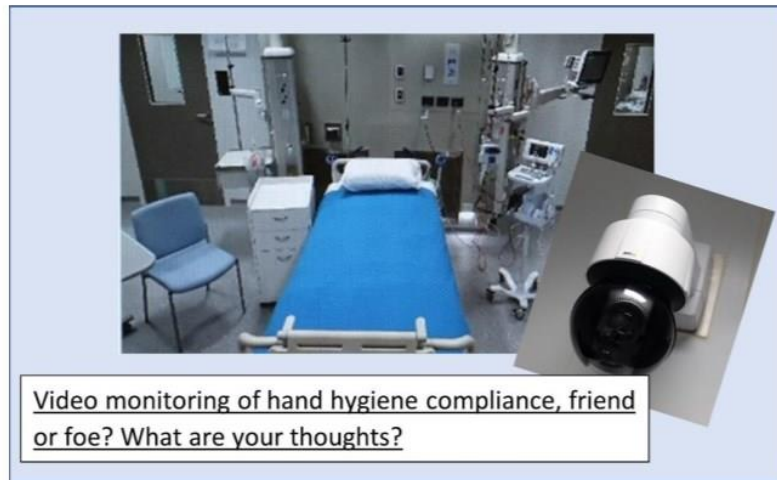 Video monitoring of hand hygiene compliance, friend
or foe? What are your thoughts?